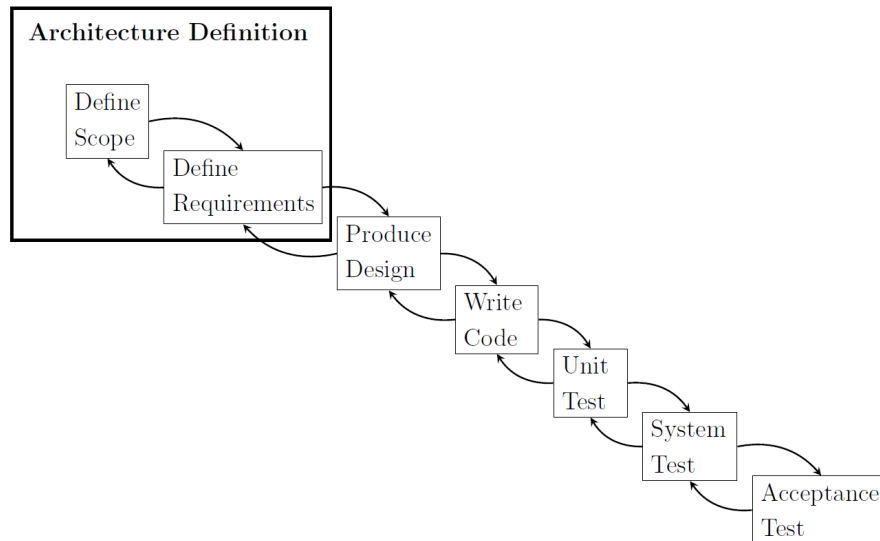 Architecture Definition
Define
Scope
Define
Requirements
Produce
Design
Write
Code
Unit
Test
System
Test
Acceptance
Test